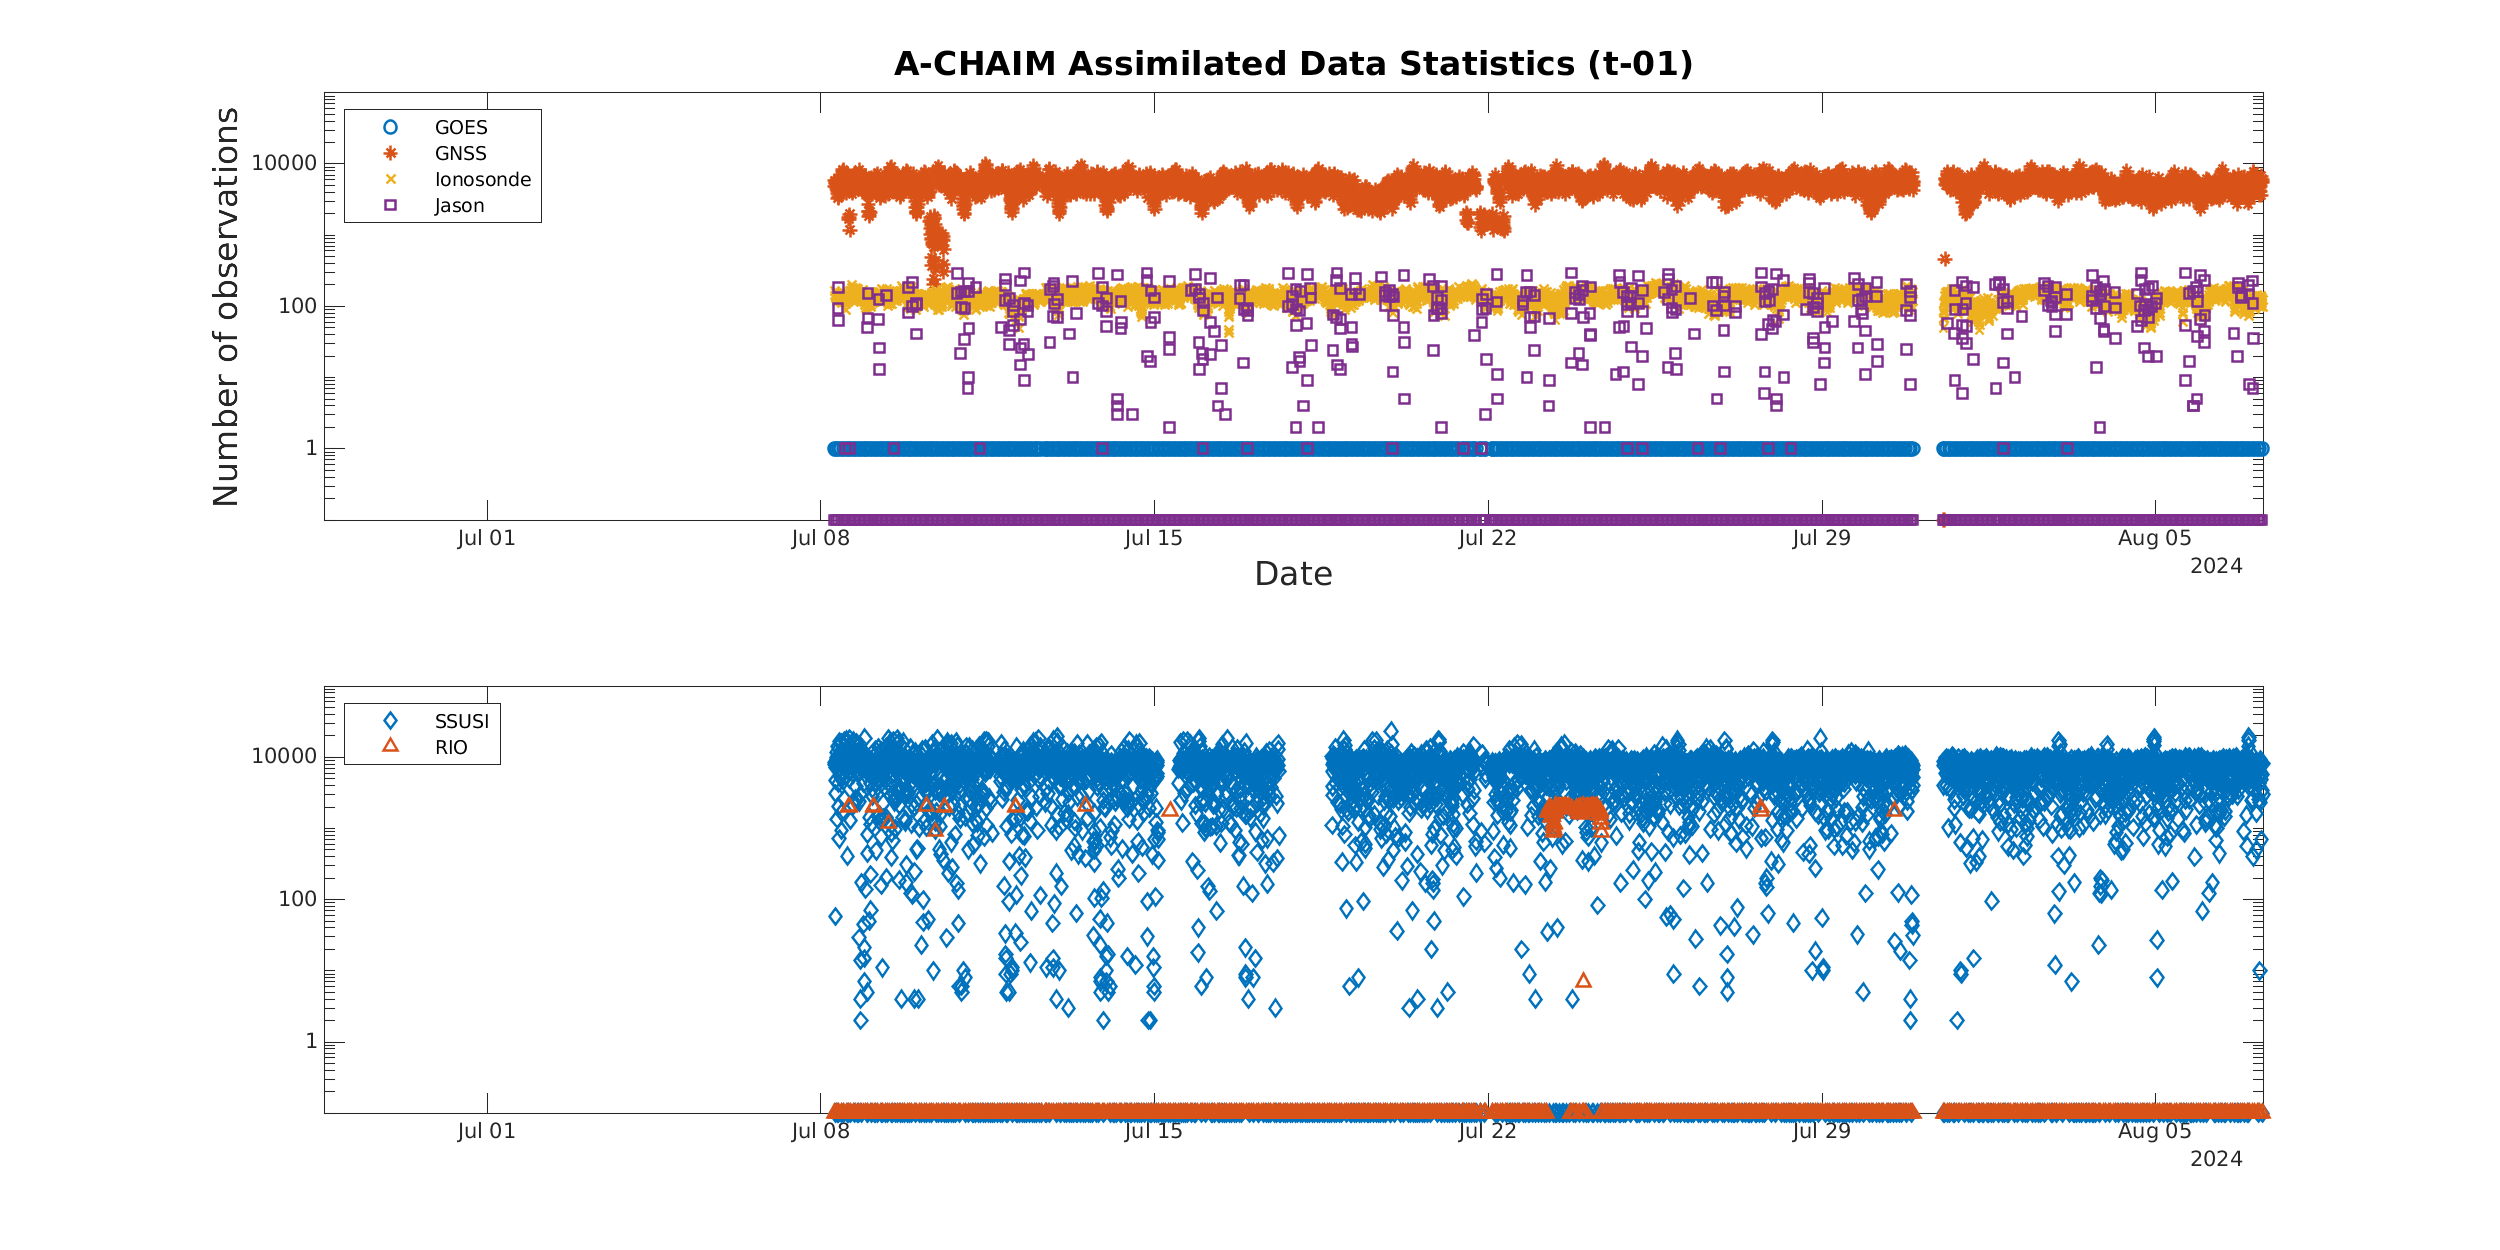 A-CHAIM Assimilated Data Statistics (t-01)
Number of observations
10000
100
1
GOES
GNSS
Ionosonde
Jason
Jul 01
Jul 08
Jul 15
Jul 22
Jul 29
Aug 05
2024
Date
10000
100
1
SSUSI
RIO
Jul 01
Jul 08
Jul 15
Jul 22
Jul 29
Aug 05
2024